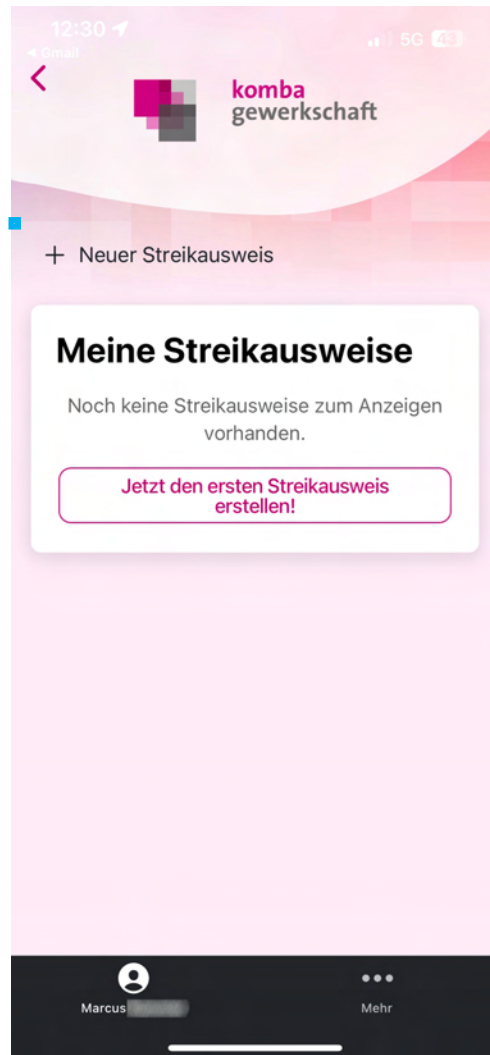 12:30
Gmail
5G 43
komba
gewerkschaft
+ Neuer Streikausweis
Meine Streikausweise
Noch keine Streikausweise zum Anzeigen
vorhanden.
Jetzt den ersten Streikausweis
erstellen!
Marcus
Mehr